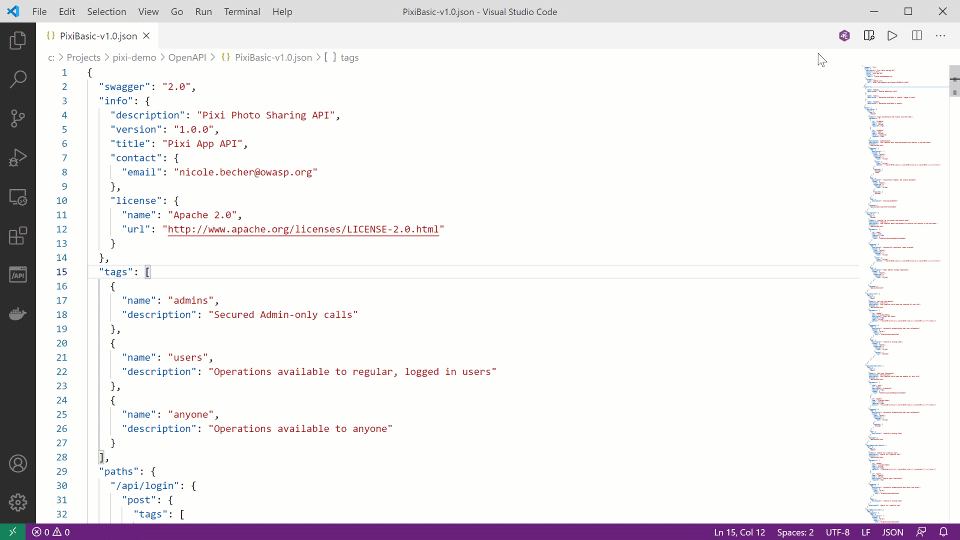 File Edit Selection View Go Run Terminal Help PixiBasic-v1.0.json - Visual Studio Code
{} PixiBasic-v1.0.json
c: > Projects > pixi-demo > OpenAPI > {} PixiBasic-v1.0.json > [ ] tags
1 {
2 "swagger": "2.0",
3 "info": {
4 "description": "Pixi Photo Sharing API",
5 "version": "1.0.0",
6 "title": "Pixi App API",
7 "contact": {
8 "email": "nicole.becher@owasp.org"
9 },
10 "license": {
11 "name": "Apache 2.0",
12 "url": "http://www.apache.org/licenses/LICENSE-2.0.html"
13 }
14 },
15 "tags": [
16 {
17 "name": "admins",
18 "description": "Secured Admin-only calls"
19 },
20 {
21 "name": "users",
22 "description": "Operations available to regular, logged in users"
23 },
24 {
25 "name": "anyone",
26 "description": "Operations available to anyone"
27 }
28 ],
29 "paths": {
30 "/api/login": {
31 "post": {
32 "tags": [
0 0 Ln 15, Col 12 Spaces: 2 UTF-8 LF JSON